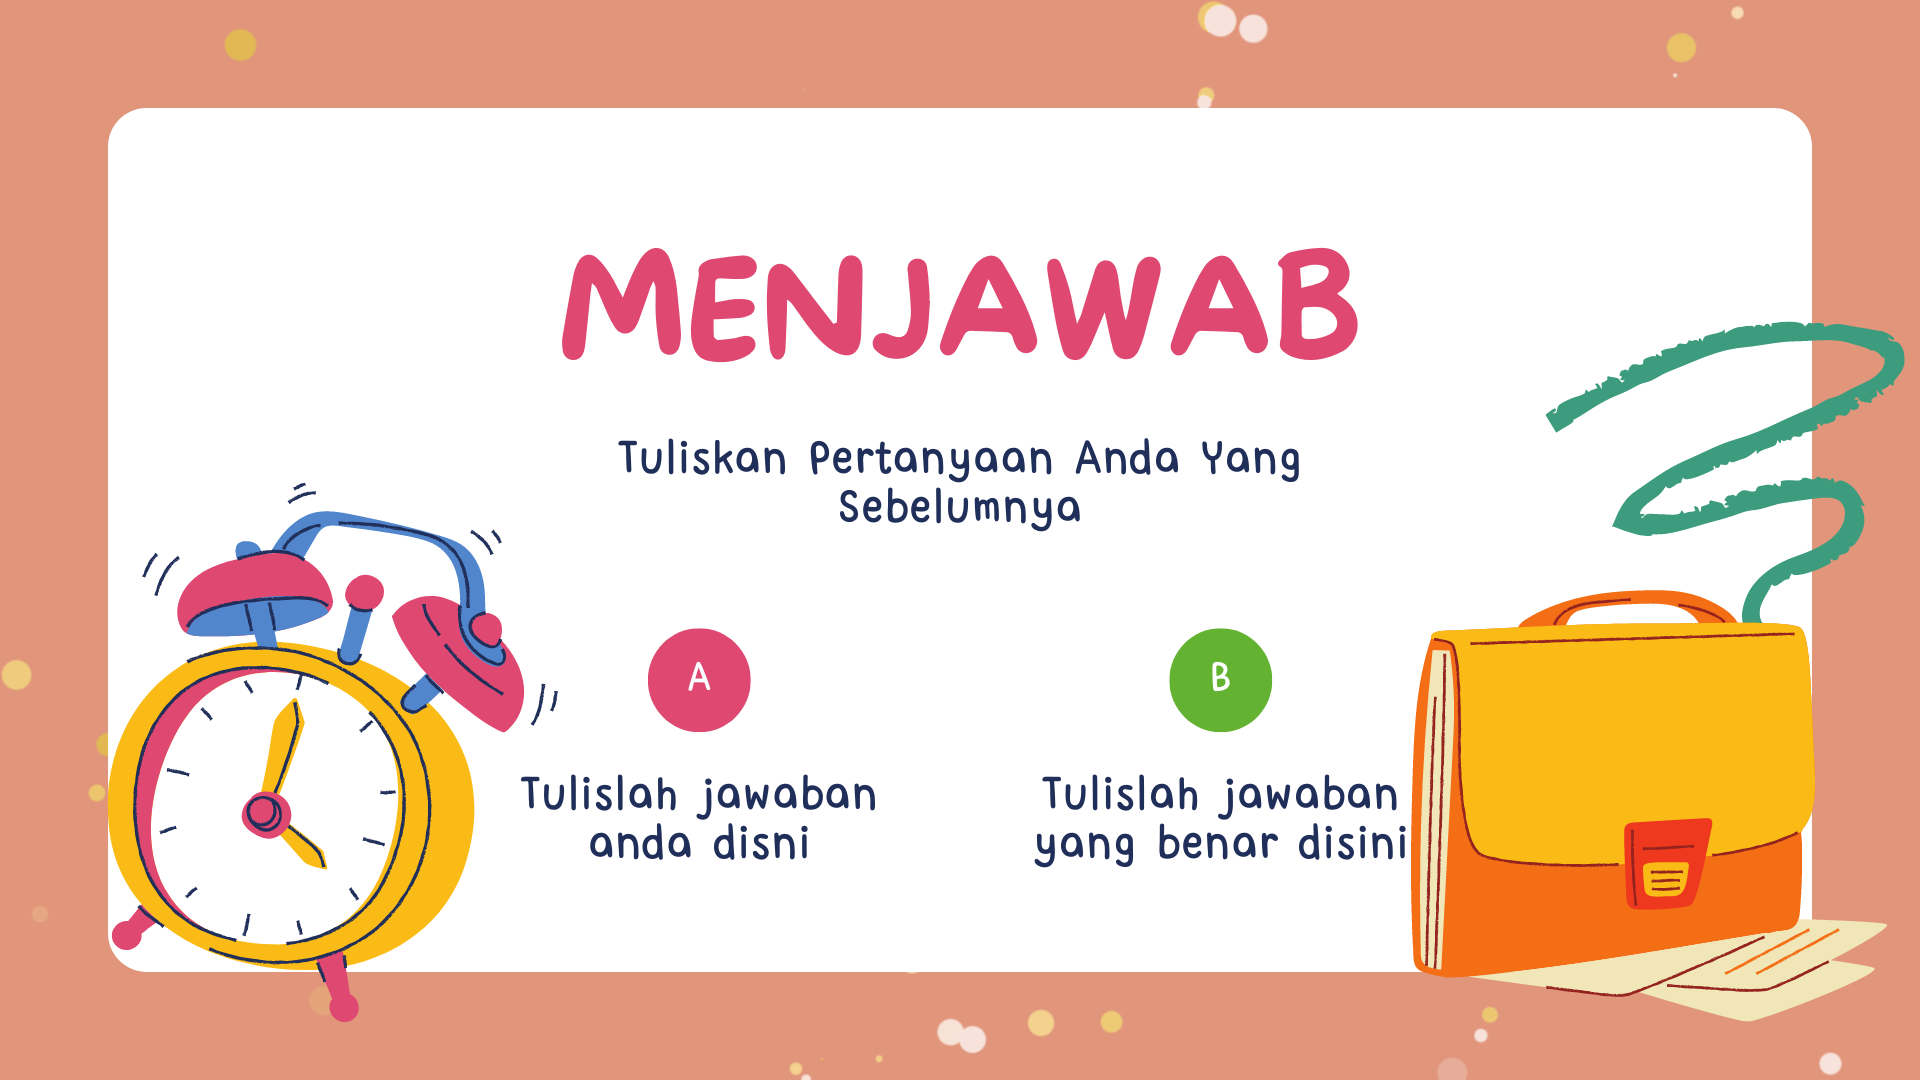 MENJAWAB
Tuliskan Pertanyaan Anda Yang
Sebelumnya
A
B
Tulislah jawaban
anda disni
Tulislah jawaban
yang benar disini